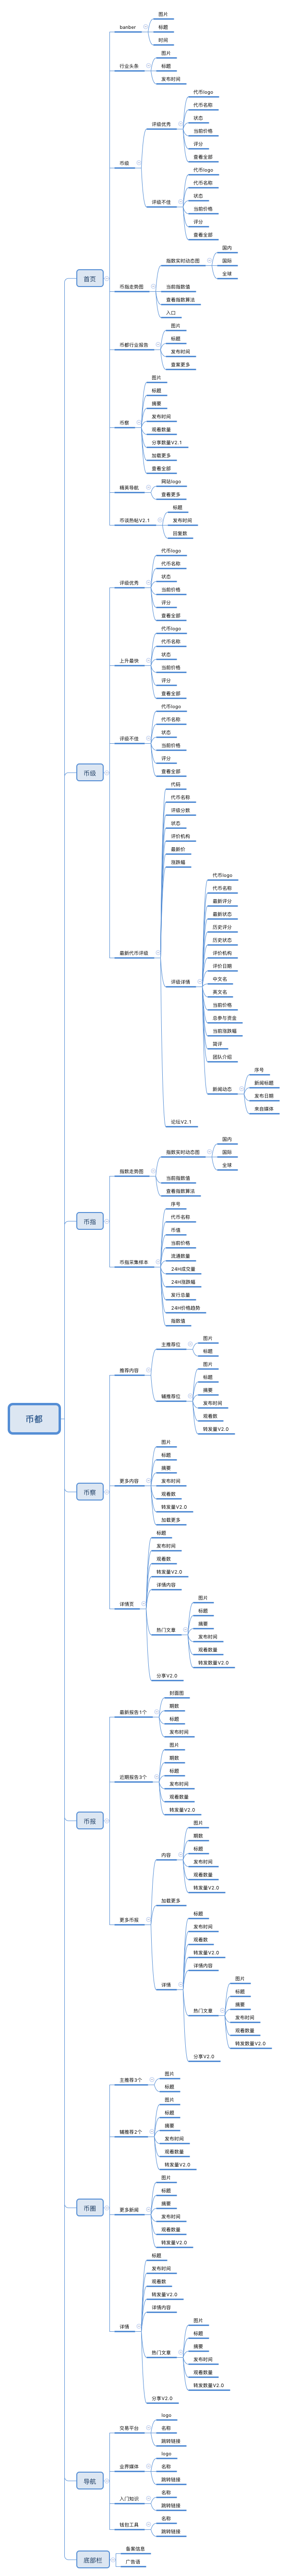 币都
首页
banber
图片
标题
时间
行业头条
图片
标题
发布时间
币级
评级优秀
代币logo
代币名称
状态
当前价格
评分
查看全部
评级不佳
代币logo
代币名称
状态
当前价格
评分
查看全部
币指走势图
指数实时动态图
国内
国际
全球
当前指数值
查看指数算法
入口
币都行业报告
图片
标题
发布时间
查看更多
币察
图片
标题
摘要
发布时间
观看数量
分享数量V2.1
加载更多
查看全部
精英导航
网站logo
查看更多
币谈热帖V2.1
标题
发布时间
回复数
币级
评级优秀
代币logo
代币名称
状态
当前价格
评分
查看全部
上升最快
代币logo
代币名称
状态
当前价格
评分
查看全部
评级不佳
代币logo
代币名称
状态
当前价格
评分
查看全部
最新代币评级
代码
代币名称
评级分数
状态
评价机构
最新价
涨跌幅
评级详情
代币logo
代币名称
最新评分
最新状态
历史评分
历史状态
评价机构
评价日期
中文名
英文名
当前价格
总参与资金
当前涨跌幅
简评
团队介绍
新闻动态
序号
新闻标题
发布日期
来自媒体
论坛V2.1
币指
指数走势图
指数实时动态图
国内
国际
全球
当前指数值
查看指数算法
币指采集样本
序号
代币名称
币值
当前价格
流通数量
24H成交量
24H涨跌幅
发行总量
24H价格趋势
指数值
币察
推荐内容
主推荐位
图片
标题
辅推荐位
图片
标题
摘要
发布时间
观看数
转发量V2.0
更多内容
图片
标题
摘要
发布时间
观看数
转发量V2.0
加载更多
详情页
标题
发布时间
观看数
转发量V2.0
详情内容
热门文章
图片
标题
摘要
发布时间
观看数量
转发数量V2.0
分享V2.0
币报
最新报告1个
封面图
期数
标题
发布时间
近期报告3个
图片
期数
标题
发布时间
观看数量
转发量V2.0
更多币报
内容
图片
期数
标题
发布时间
观看数量
转发量V2.0
加载更多
详情
标题
发布时间
观看数
转发量V2.0
详情内容
热门文章
图片
标题
摘要
发布时间
观看数量
转发数量V2.0
分享V2.0
币圈
主推荐3个
图片
标题
辅推荐2个
图片
标题
摘要
发布时间
观看数量
转发量V2.0
更多新闻
图片
标题
摘要
发布时间
观看数量
转发量V2.0
详情
标题
发布时间
观看数
转发量V2.0
详情内容
热门文章
图片
标题
摘要
发布时间
观看数量
转发数量V2.0
分享V2.0
导航
交易平台
logo
名称
跳转链接
业界媒体
logo
名称
跳转链接
入门知识
名称
跳转链接
钱包工具
名称
跳转链接
底部栏
备案信息
广告语